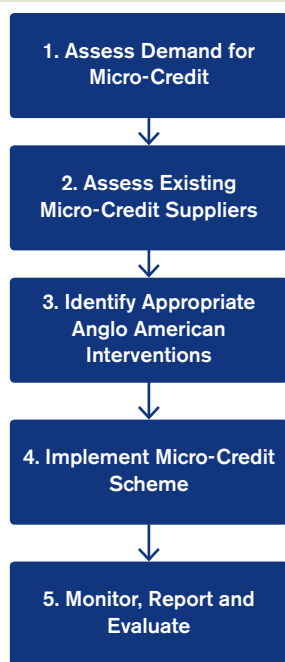 1. Assess Demand for
Micro-Credit
2. Assess Existing
Micro-Credit Suppliers
3. Identify Appropriate
Anglo American
Interventions
4. Implement Micro-Credit
Scheme
5. Monitor, Report and
Evaluate